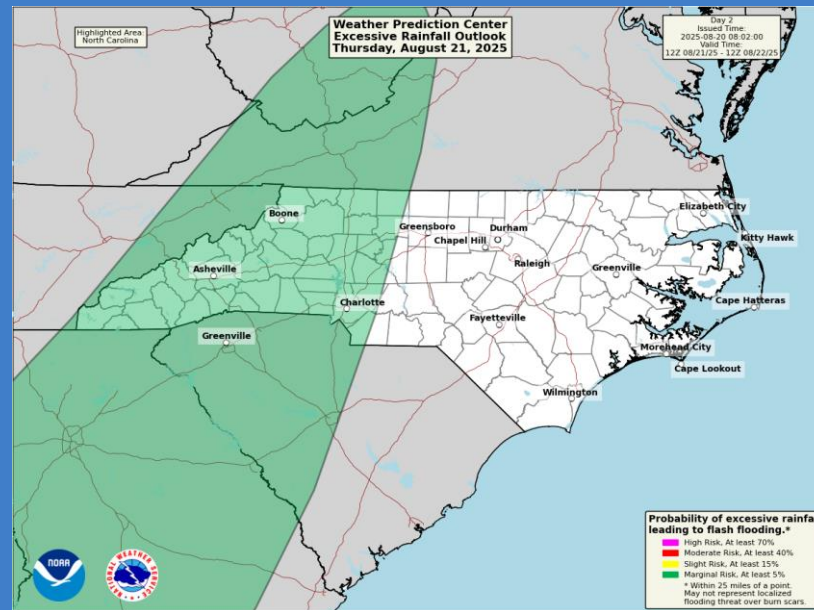 Highlighted Area:
North Carolina
Weather Prediction Center
Excessive Rainfall Outlook
Thursday, August 21, 2025
Day 2
Issued Time:
2025-08-20 08:02:00
Valid Time:
12Z 08/21/25 - 12Z 08/22/25
Boone
Greensboro
Durham
Chapel Hill
Elizabeth City
Kitty Hawk
Asheville
Raleigh
Greenville
Charlotte
Cape Hatteras
Fayetteville
Greenville
Morehead City
Cape Lookout
Wilmington
Probability of excessive rainfa
leading to flash flooding.*
High Risk, At least 70%
Moderate Risk, At least 40%
Slight Risk, At least 15%
Marginal Risk, At least 5%
* Within 25 miles of a point.
May not represent localized
flooding threat over burn scars.
NOAA
NATIONAL WEATHER SERVICE